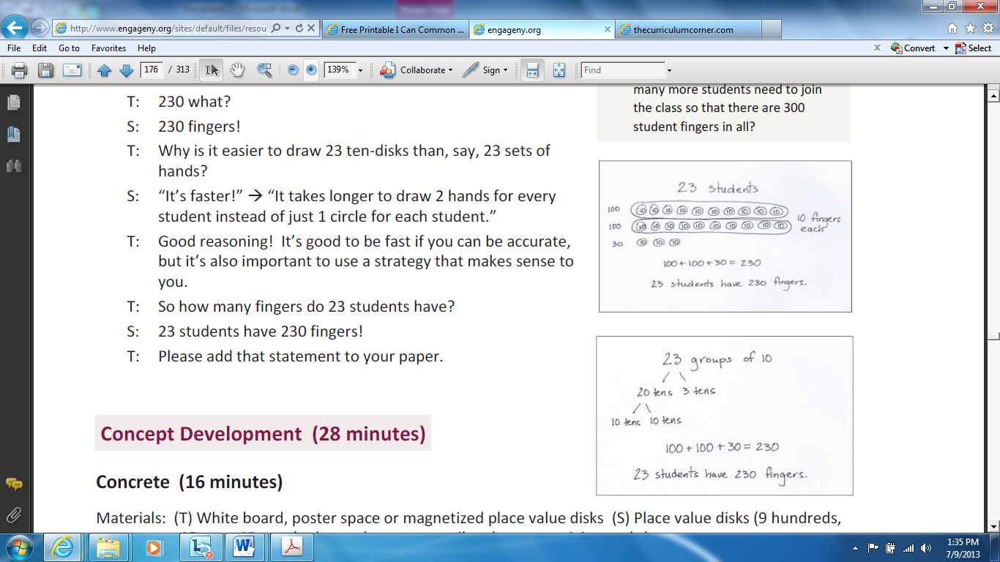 http://www.engageny.org/sites/default/files/resou
Free Printable I Can Common ...
engageny.org
thecurriculumcorner.com
File Edit Go to Favorites Help
Convert Select
176 / 313
139%
Collaborate
Sign
Find
T: 230 what?
S: 230 fingers!
T: Why is it easier to draw 23 ten-disks than, say, 23 sets of
hands?
S: “It’s faster!” → “It takes longer to draw 2 hands for every
student instead of just 1 circle for each student.”
T: Good reasoning! It’s good to be fast if you can be accurate,
but it’s also important to use a strategy that makes sense to
you.
T: So how many fingers do 23 students have?
S: 23 students have 230 fingers!
T: Please add that statement to your paper.
many more students need to join
the class so that there are 300
student fingers in all?
23 students
100 10 10 10 10 10 10 10 10 10 10
100 10 10 10 10 10 10 10 10 10 10
10 fingers
each
30 10 10 10
100 + 100 + 30 = 230
23 students have 230 fingers.
23 groups of 10
20 tens 3 tens
10 tens 10 tens
100 + 100 + 30 = 230
23 students have 230 fingers.
Concept Development (28 minutes)
Concrete (16 minutes)
Materials: (T) White board, poster space or magnetized place value disks (S) Place value disks (9 hundreds,
1:35 PM
7/9/2013